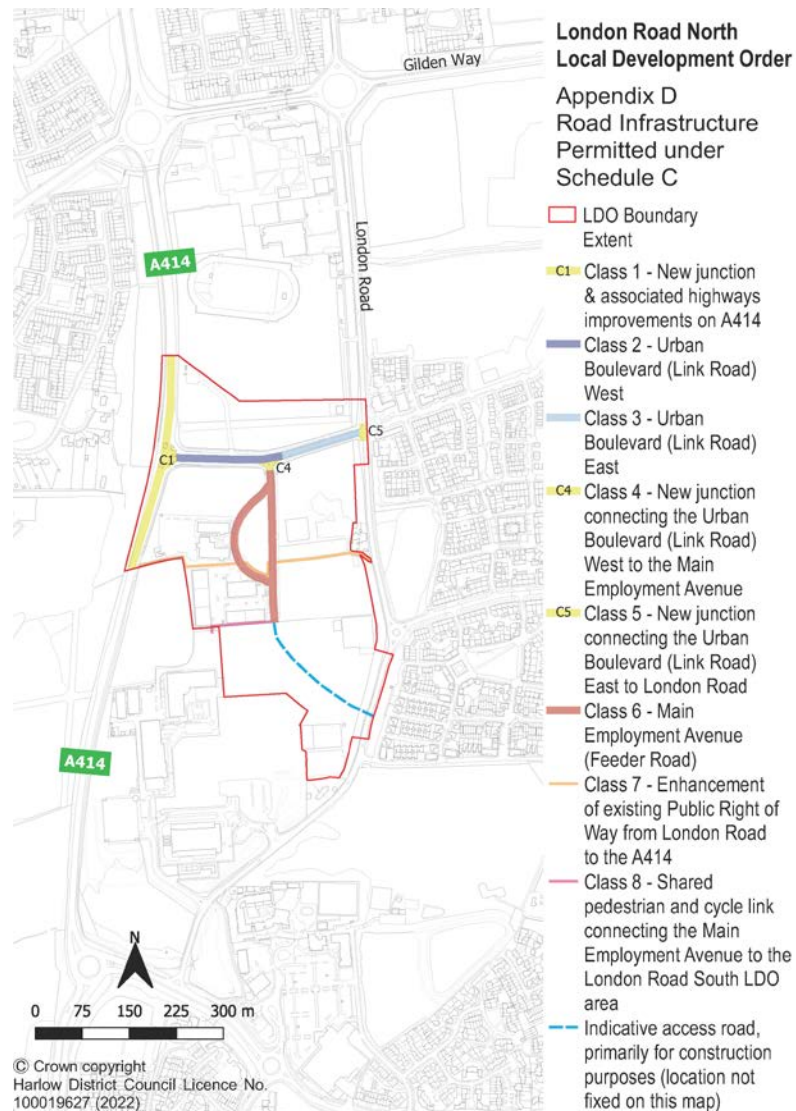 London Road North
Local Development Order
Appendix D
Road Infrastructure
Permitted under
Schedule C
LDO Boundary
Extent
C1 Class 1 - New junction
& associated highways
improvements on A414
Class 2 - Urban
Boulevard (Link Road)
West
Class 3 - Urban
Boulevard (Link Road)
East
C4 Class 4 - New junction
connecting the Urban
Boulevard (Link Road)
West to the Main
Employment Avenue
C5 Class 5 - New junction
connecting the Urban
Boulevard (Link Road)
East to London Road
Class 6 - Main
Employment Avenue
(Feeder Road)
Class 7 - Enhancement
of existing Public Right of
Way from London Road
to the A414
Class 8 - Shared
pedestrian and cycle link
connecting the Main
Employment Avenue to the
London Road South LDO
area
Indicative access road,
primarily for construction
purposes (location not
fixed on this map)
Gilden Way
London Road
A414
C5
C1
C4
A414
N
0 75 150 225 300 m
© Crown copyright
Harlow District Council Licence No.
100019627 (2022)